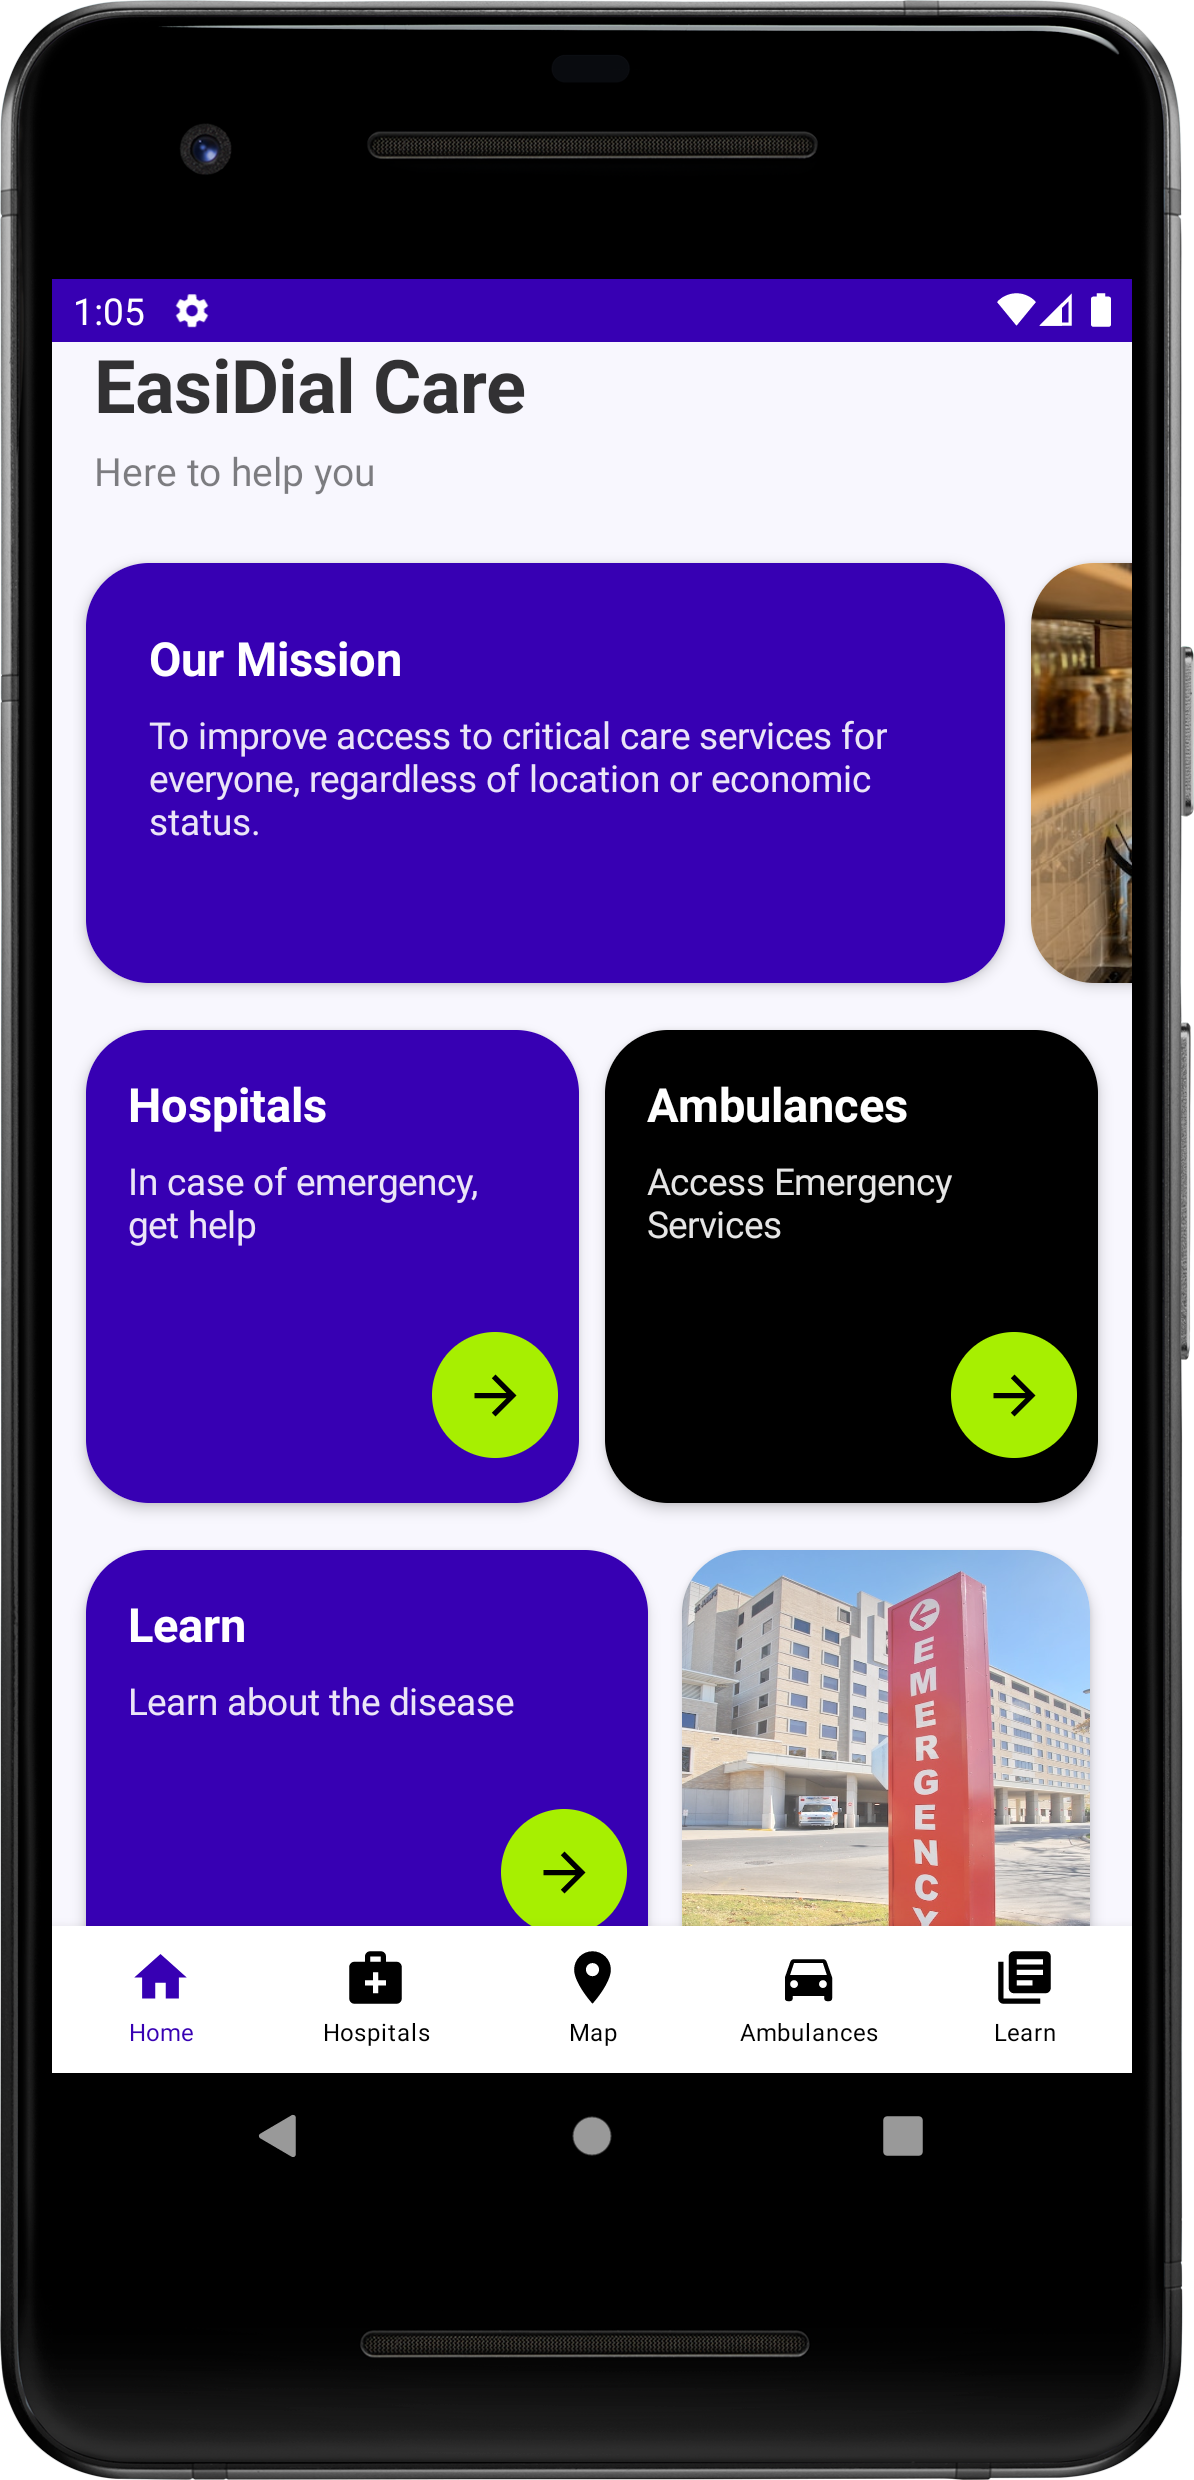 1:05
EasiDial Care
Here to help you
Our Mission
To improve access to critical care services for
everyone, regardless of location or economic
status.
Hospitals
In case of emergency,
get help
Ambulances
Access Emergency
Services
Learn
Learn about the disease
EMERGENCY
Home
Hospitals
Map
Ambulances
Learn